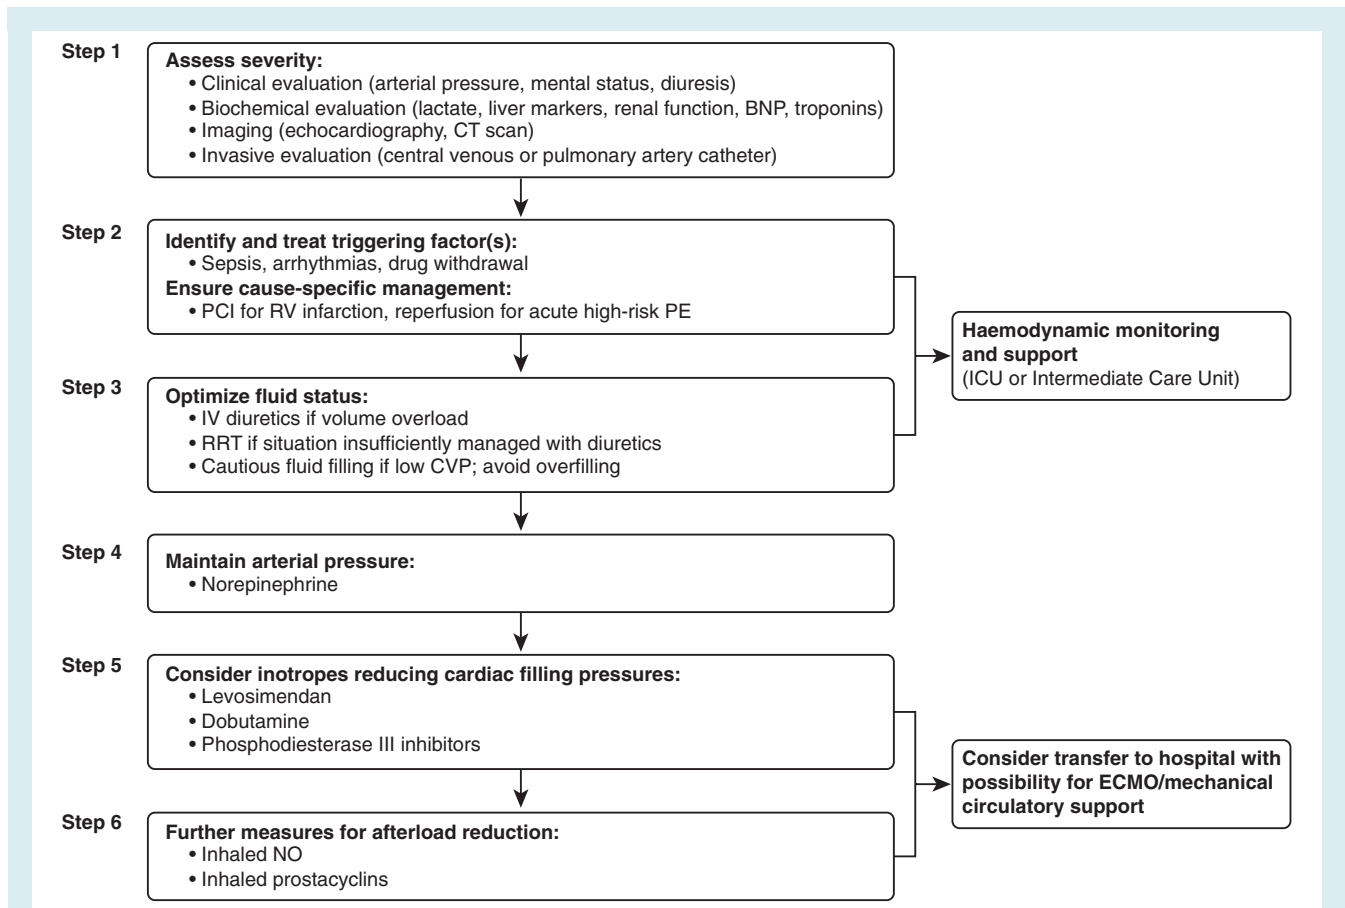 Step 1
Assess severity:
• Clinical evaluation (arterial pressure, mental status, diuresis)
• Biochemical evaluation (lactate, liver markers, renal function, BNP, troponins)
• Imaging (echocardiography, CT scan)
• Invasive evaluation (central venous or pulmonary artery catheter)
Step 2
Identify and treat triggering factor(s):
• Sepsis, arrhythmias, drug withdrawal
Ensure cause-specific management:
• PCI for RV infarction, reperfusion for acute high-risk PE
Haemodynamic monitoring
and support
(ICU or Intermediate Care Unit)
Step 3
Optimize fluid status:
• IV diuretics if volume overload
• RRT if situation insufficiently managed with diuretics
• Cautious fluid filling if low CVP; avoid overfilling
Step 4
Maintain arterial pressure:
• Norepinephrine
Step 5
Consider inotropes reducing cardiac filling pressures:
• Levosimendan
• Dobutamine
• Phosphodiesterase III inhibitors
Consider transfer to hospital with
possibility for ECMO/mechanical
circulatory support
Step 6
Further measures for afterload reduction:
• Inhaled NO
• Inhaled prostacyclins